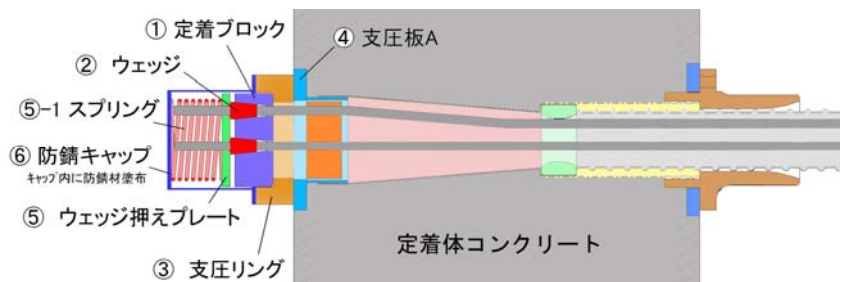 ① 定着ブロック
② ウェッジ
④ 支圧板A
⑤-1 スプリング
⑥ 防錆キャップ
キャップ内に防錆材塗布
⑤ ウェッジ押えプレート
③ 支圧リング
定着体コンクリート